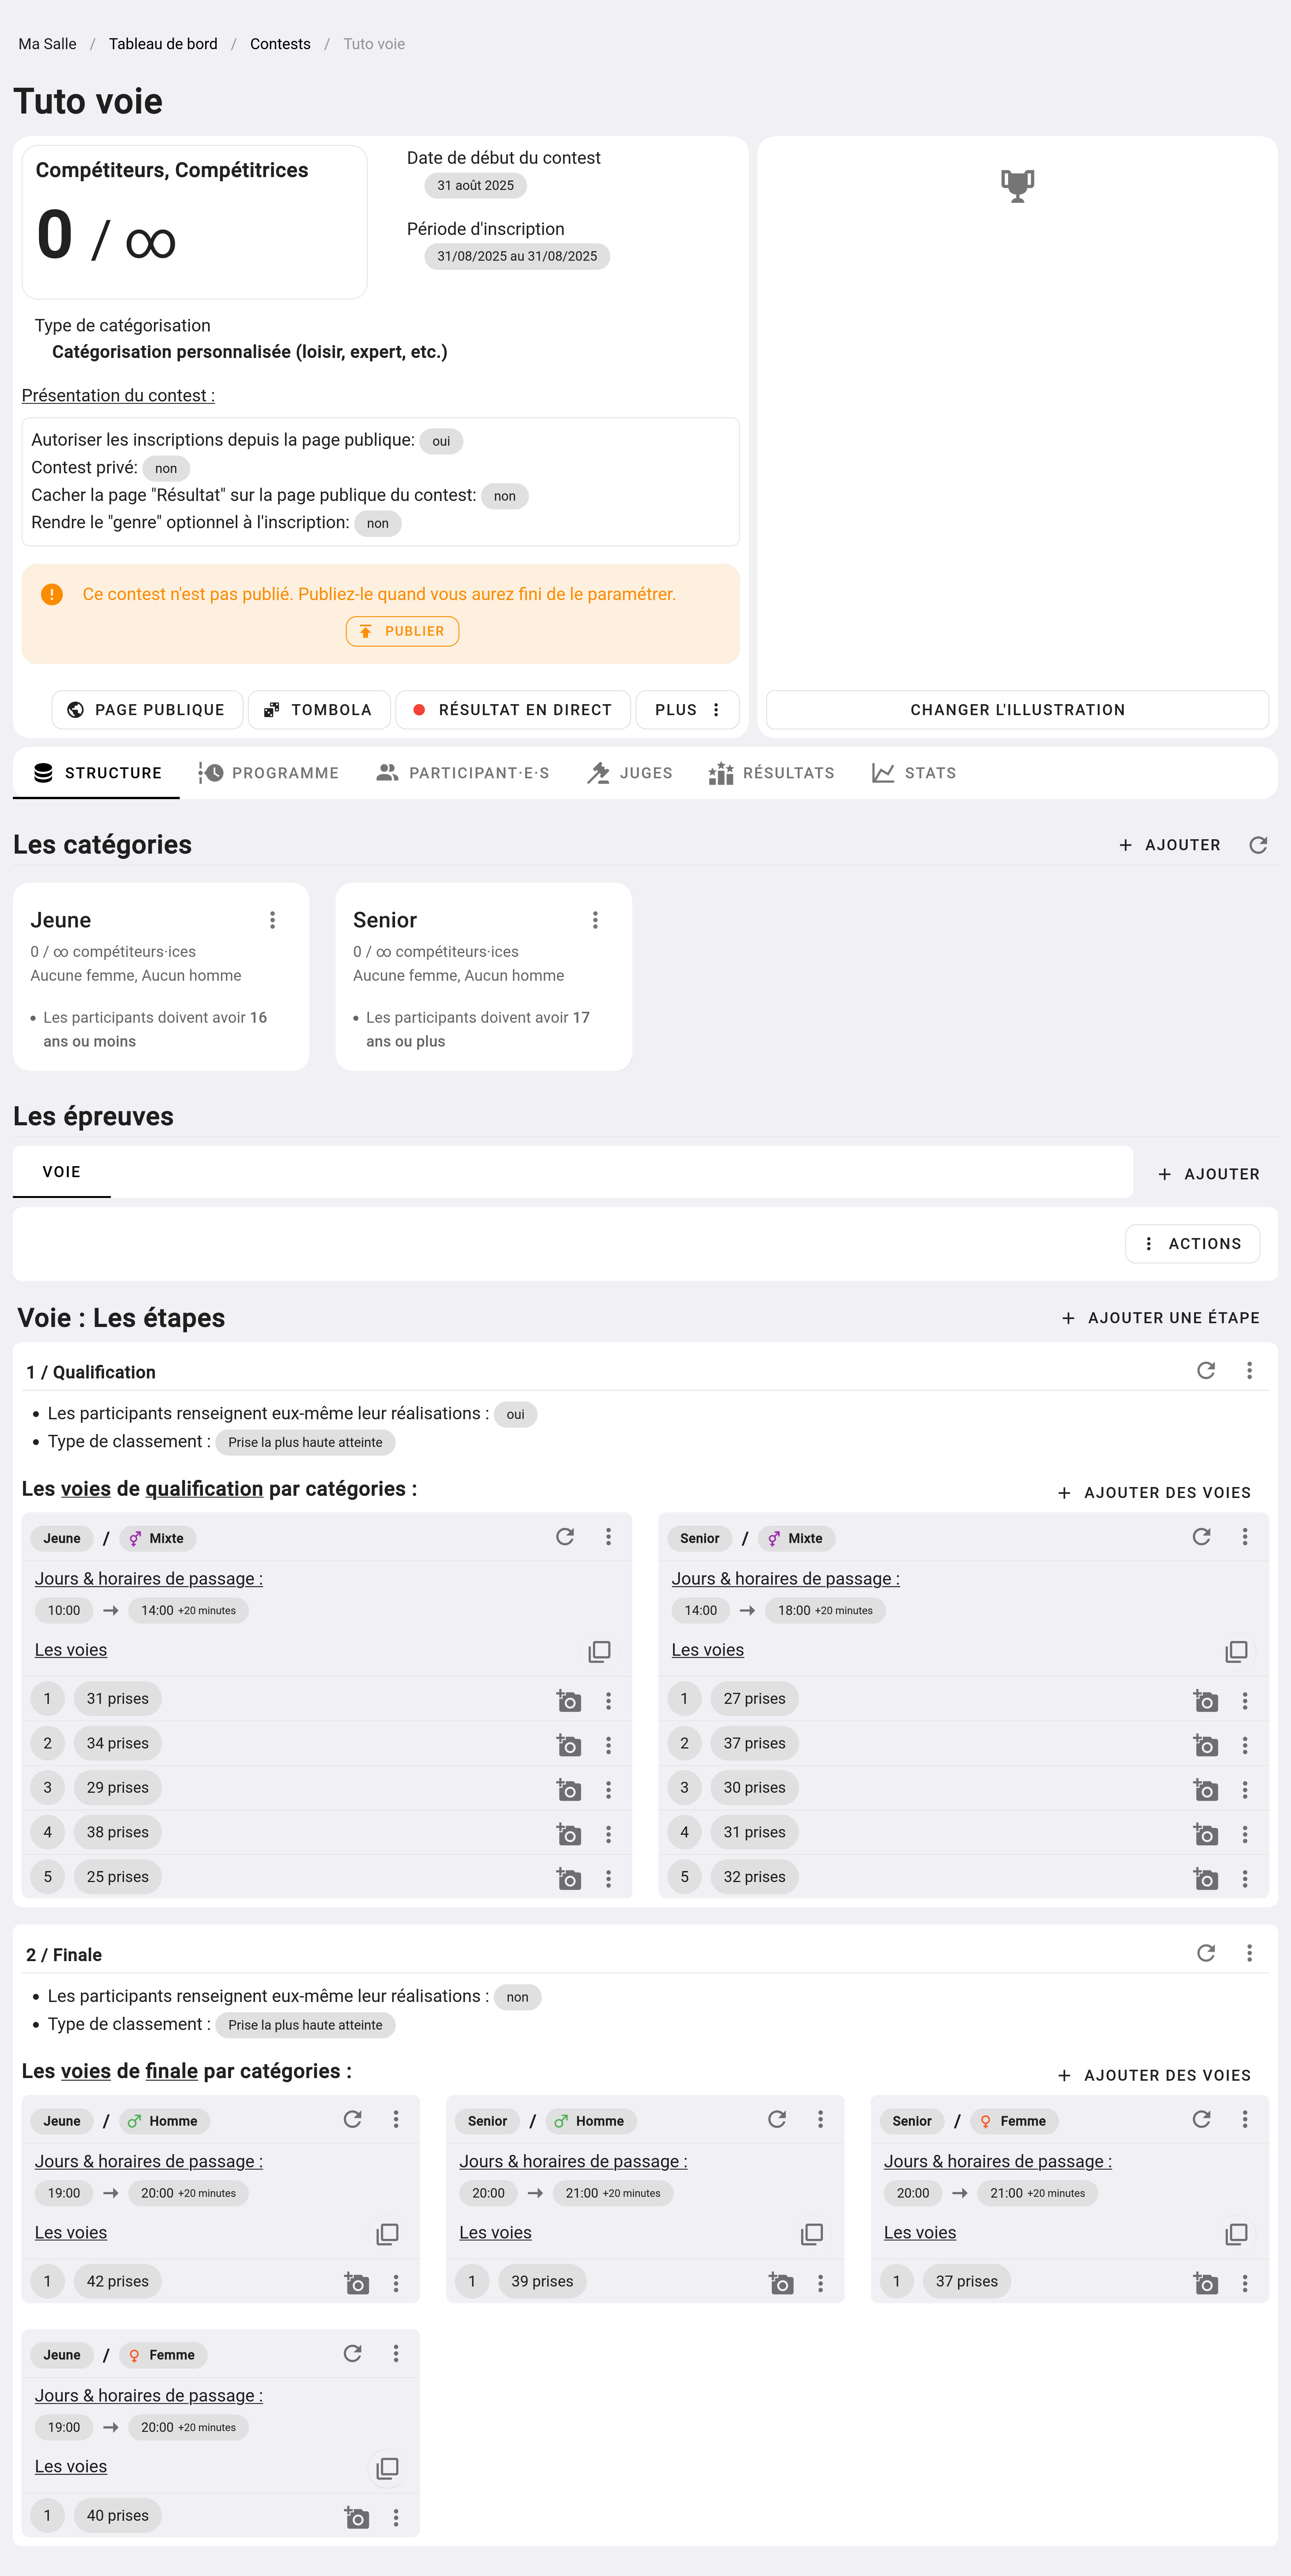 Ma Salle / Tableau de bord / Contests / Tuto voie
Tuto voie
Compétiteurs, Compétitrices
0 / ∞
Date de début du contest
31 août 2025
Période d'inscription
31/08/2025 au 31/08/2025
Type de catégorisation
Catégorisation personnalisée (loisir, expert, etc.)
Présentation du contest :
Autoriser les inscriptions depuis la page publique: oui
Contest privé: non
Cacher la page "Résultat" sur la page publique du contest: non
Rendre le "genre" optionnel à l'inscription: non
Ce contest n'est pas publié. Publiez-le quand vous aurez fini de le paramétrer.
PUBLIER
PAGE PUBLIQUE TOMBOLA RÉSULTAT EN DIRECT PLUS
CHANGER L'ILLUSTRATION
STRUCTURE PROGRAMME PARTICIPANT·E·S JUGES RÉSULTATS STATS
Les catégories
+ AJOUTER
Jeune
0 / ∞ compétiteurs·ices
Aucune femme, Aucun homme
• Les participants doivent avoir 16
ans ou moins
Senior
0 / ∞ compétiteurs·ices
Aucune femme, Aucun homme
• Les participants doivent avoir 17
ans ou plus
Les épreuves
VOIE
+ AJOUTER
ACTIONS
Voie : Les étapes
+ AJOUTER UNE ÉTAPE
1 / Qualification
• Les participants renseignent eux-même leur réalisations : oui
• Type de classement : Prise la plus haute atteinte
Les voies de qualification par catégories :
+ AJOUTER DES VOIES
Jeune / Mixte
Jours & horaires de passage :
10:00 → 14:00 +20 minutes
Les voies
1 31 prises
2 34 prises
3 29 prises
4 38 prises
5 25 prises
Senior / Mixte
Jours & horaires de passage :
14:00 → 18:00 +20 minutes
Les voies
1 27 prises
2 37 prises
3 30 prises
4 31 prises
5 32 prises
2 / Finale
• Les participants renseignent eux-même leur réalisations : non
• Type de classement : Prise la plus haute atteinte
Les voies de finale par catégories :
+ AJOUTER DES VOIES
Jeune / Homme
Jours & horaires de passage :
19:00 → 20:00 +20 minutes
Les voies
1 42 prises
Senior / Homme
Jours & horaires de passage :
20:00 → 21:00 +20 minutes
Les voies
1 39 prises
Senior / Femme
Jours & horaires de passage :
20:00 → 21:00 +20 minutes
Les voies
1 37 prises
Jeune / Femme
Jours & horaires de passage :
19:00 → 20:00 +20 minutes
Les voies
1 40 prises